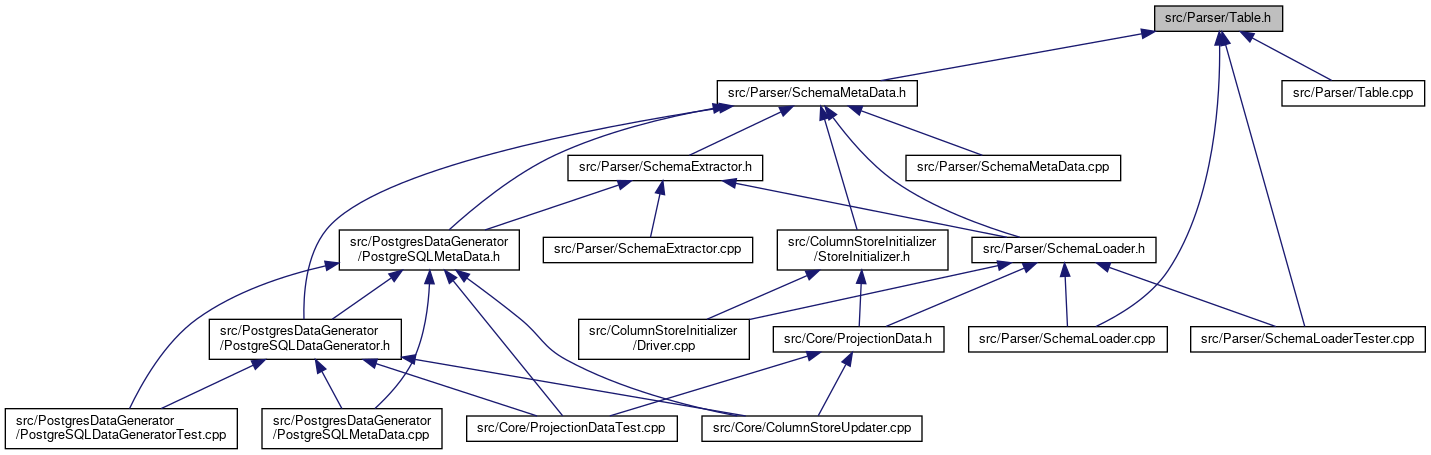 src/Parser/Table.h
src/Parser/SchemaMetaData.h
src/Parser/Table.cpp
src/Parser/SchemaExtractor.h
src/Parser/SchemaMetaData.cpp
src/PostgresDataGenerator
/PostgreSQLMetaData.h
src/Parser/SchemaExtractor.cpp
src/ColumnStoreInitializer
/StoreInitializer.h
src/Parser/SchemaLoader.h
src/PostgresDataGenerator
/PostgreSQLDataGenerator.h
src/ColumnStoreInitializer
/Driver.cpp
src/Core/ProjectionData.h
src/Parser/SchemaLoader.cpp
src/Parser/SchemaLoaderTester.cpp
src/PostgresDataGenerator
/PostgreSQLDataGeneratorTest.cpp
src/PostgresDataGenerator
/PostgreSQLMetaData.cpp
src/Core/ProjectionDataTest.cpp
src/Core/ColumnStoreUpdater.cpp